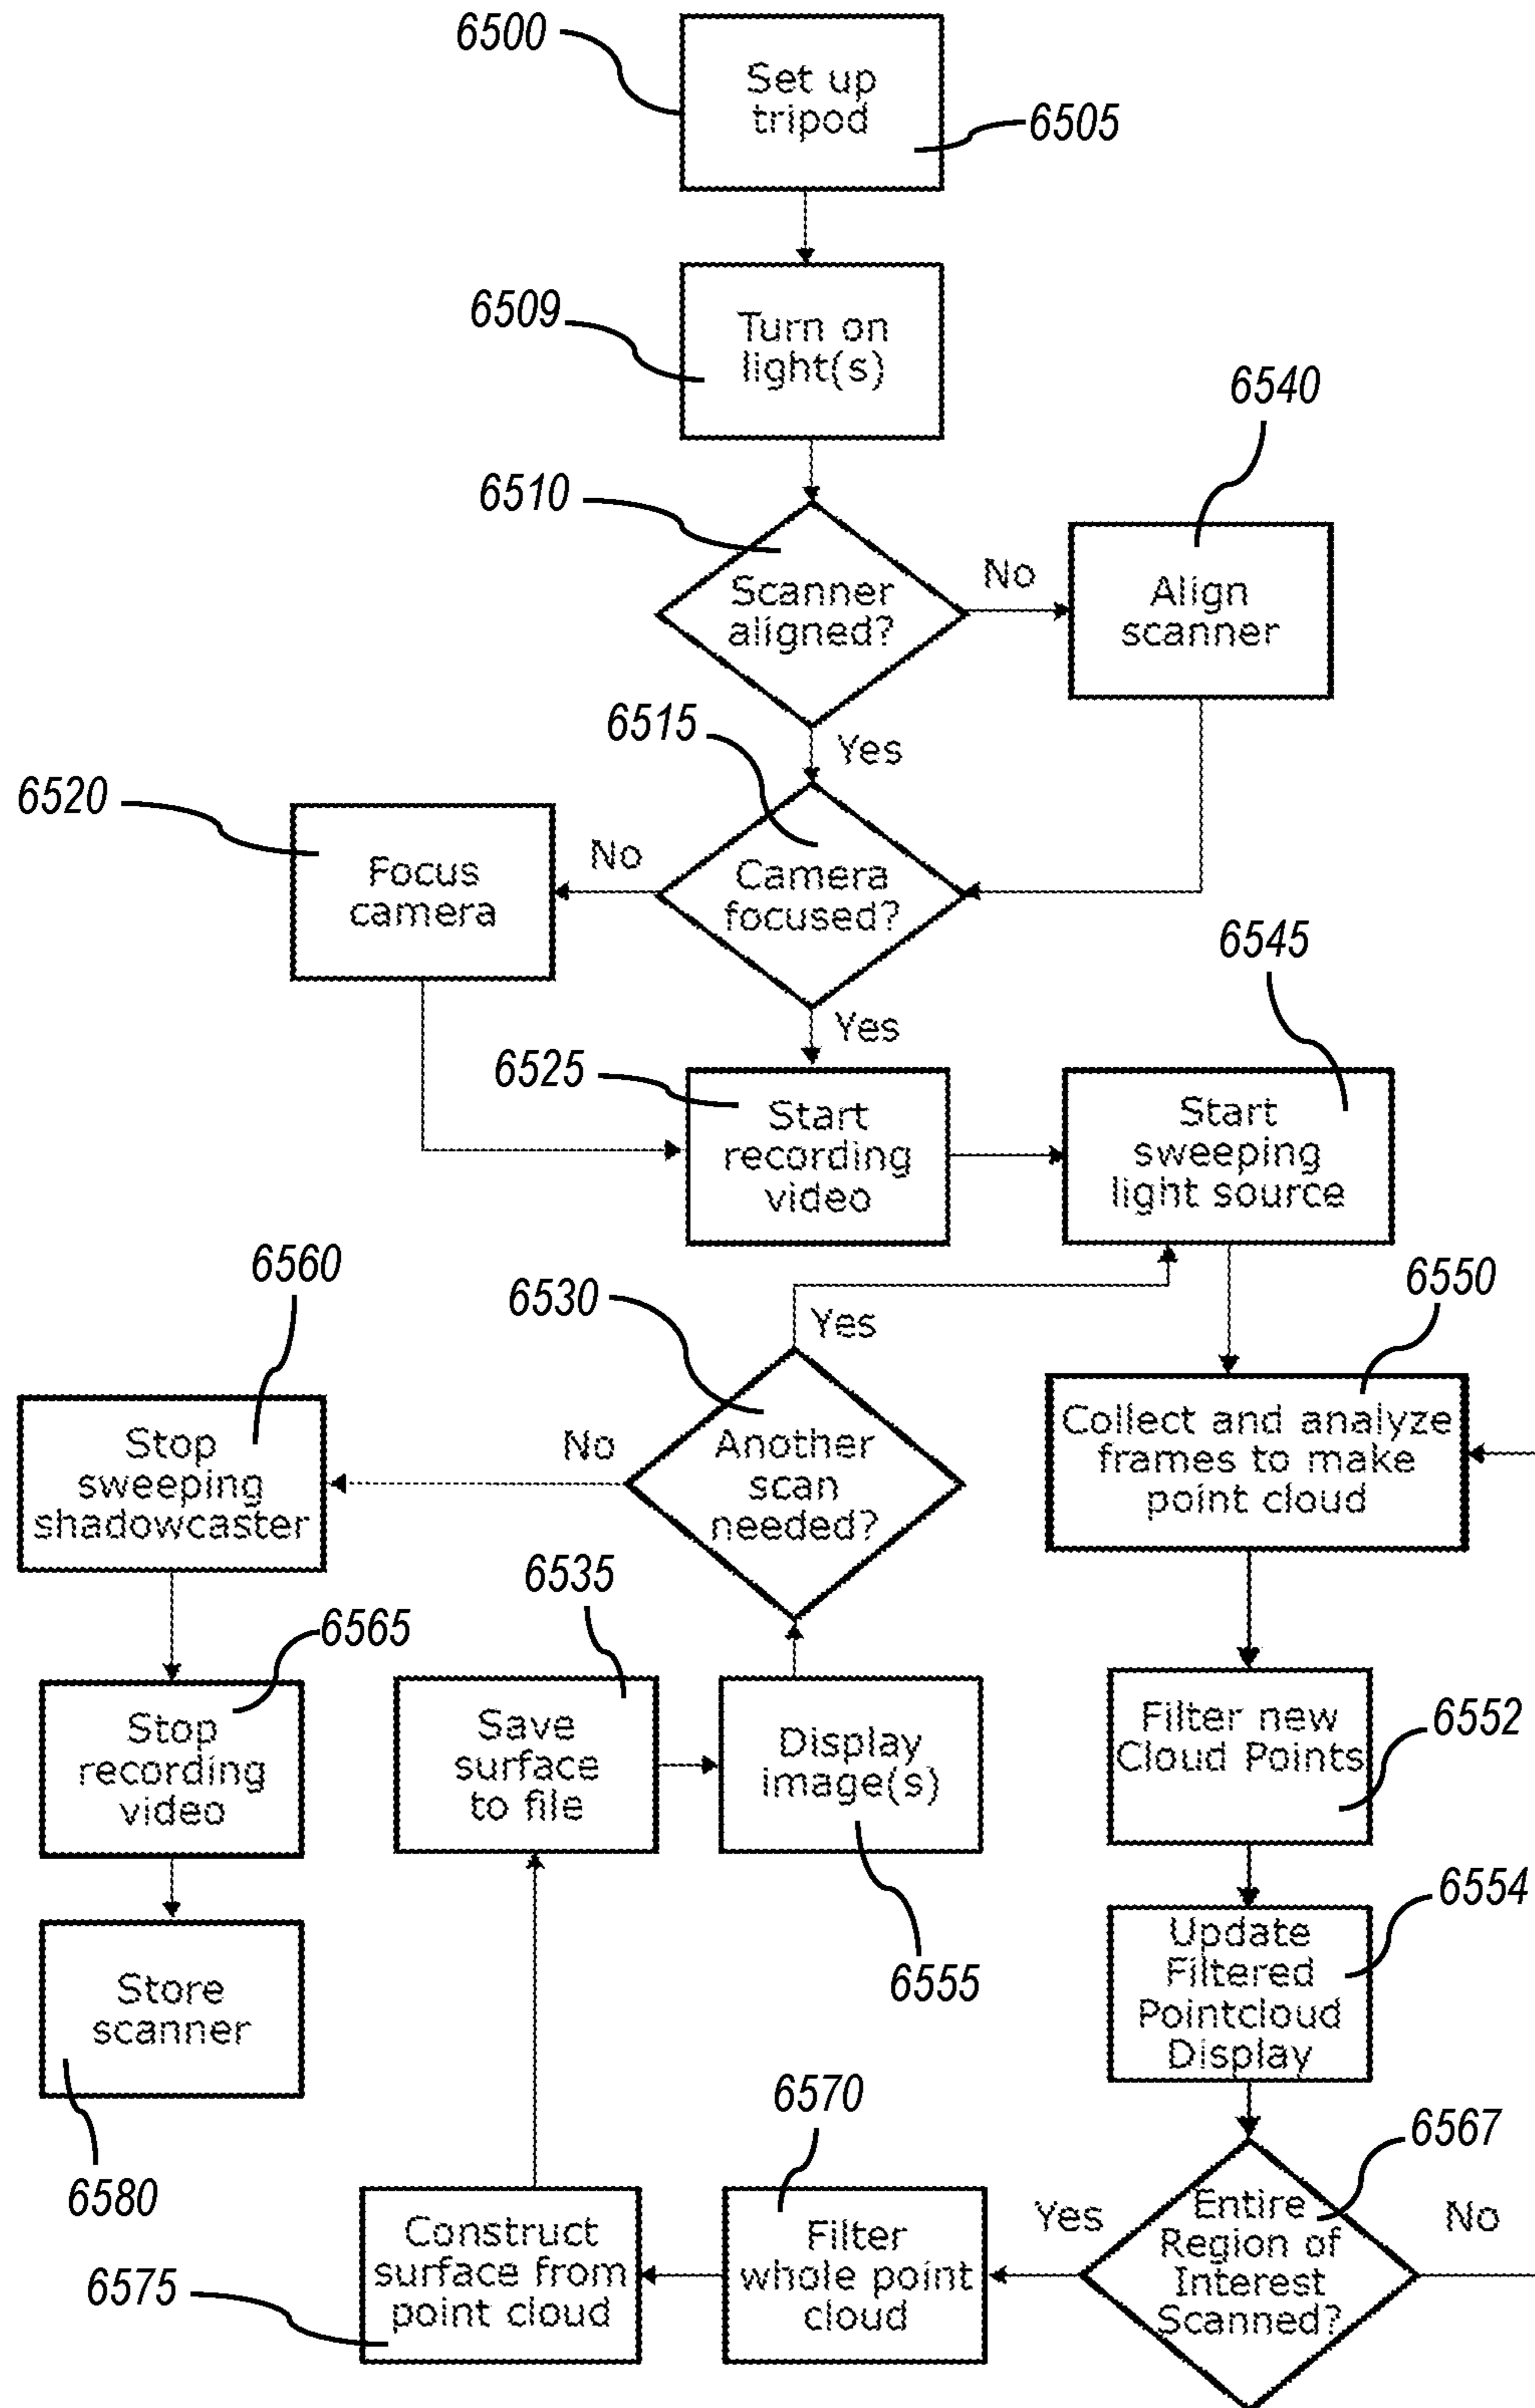 6500
Set up
tripod
6505
6509
Turn on
light(s)
6540
6510
Scanner
aligned?
No
Align
scanner
6515
Yes
6520
Focus
camera
No
Camera
focused?
6545
Yes
6525
Start
recording
video
Start
sweeping
light source
6560
6530
Yes
6550
Stop
sweeping
shadowcaster
No
Another
scan
needed?
Collect and analyze
frames to make
point cloud
6535
6565
Stop
recording
video
Save
surface
to file
Display
image(s)
Filter new
Cloud Points
6552
6554
6555
Update
Filtered
Pointcloud
Display
Store
scanner
6580
6570
6567
Construct
surface from
point cloud
6575
Filter
whole point
cloud
Yes
Entire
Region of
Interest
Scanned?
No